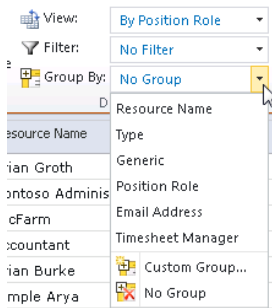 View: By Position Role
Filter: No Filter
Group By: No Group
D
Resource Name
Type
Generic
Position Role
Email Address
Timesheet Manager
Custom Group...
No Group
esource Name
rian Groth
ontoso Adminis
cFarm
ccountant
rian Burke
mple Arya